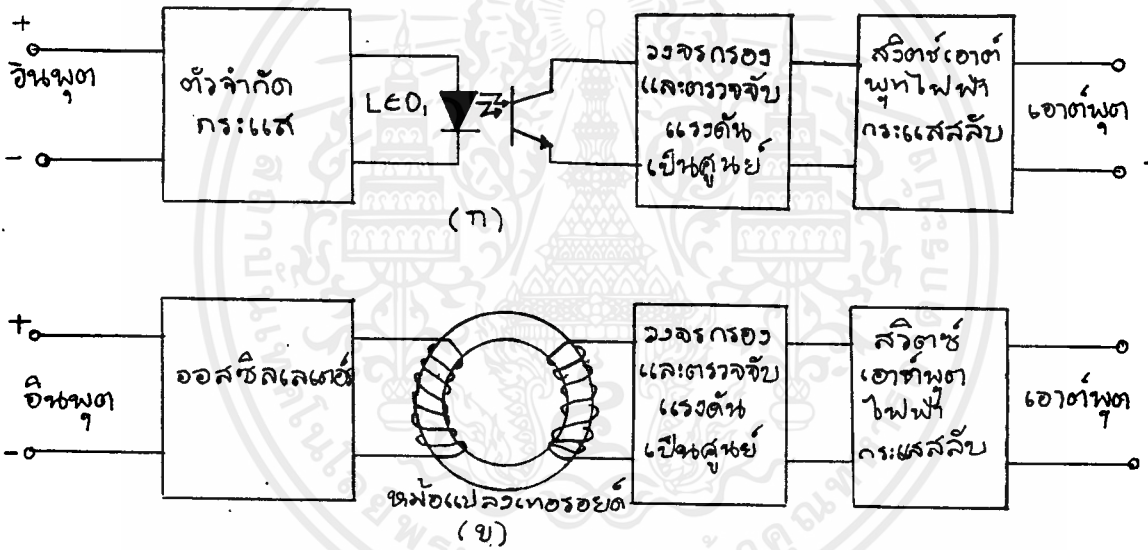 +
อินพุต
-
ตัวจำกัด
กระแส
LED₁
วงจรกรอง
และตรวจจับ
แรงดัน
เป็นศูนย์
สวิตช์เอาต์
พุทไฟฟ้า
กระแสสลับ
เอาต์พุต
(ก)
+
อินพุต
-
ออสซิลเลเตอร์
หม้อแปลงเทอรอยด์
วงจรกรอง
และตรวจจับ
แรงดัน
เป็นศูนย์
สวิตซ์
เอาท์พุต
ไฟฟ้า
กระแสสลับ
เอาต์พุต
(ข)